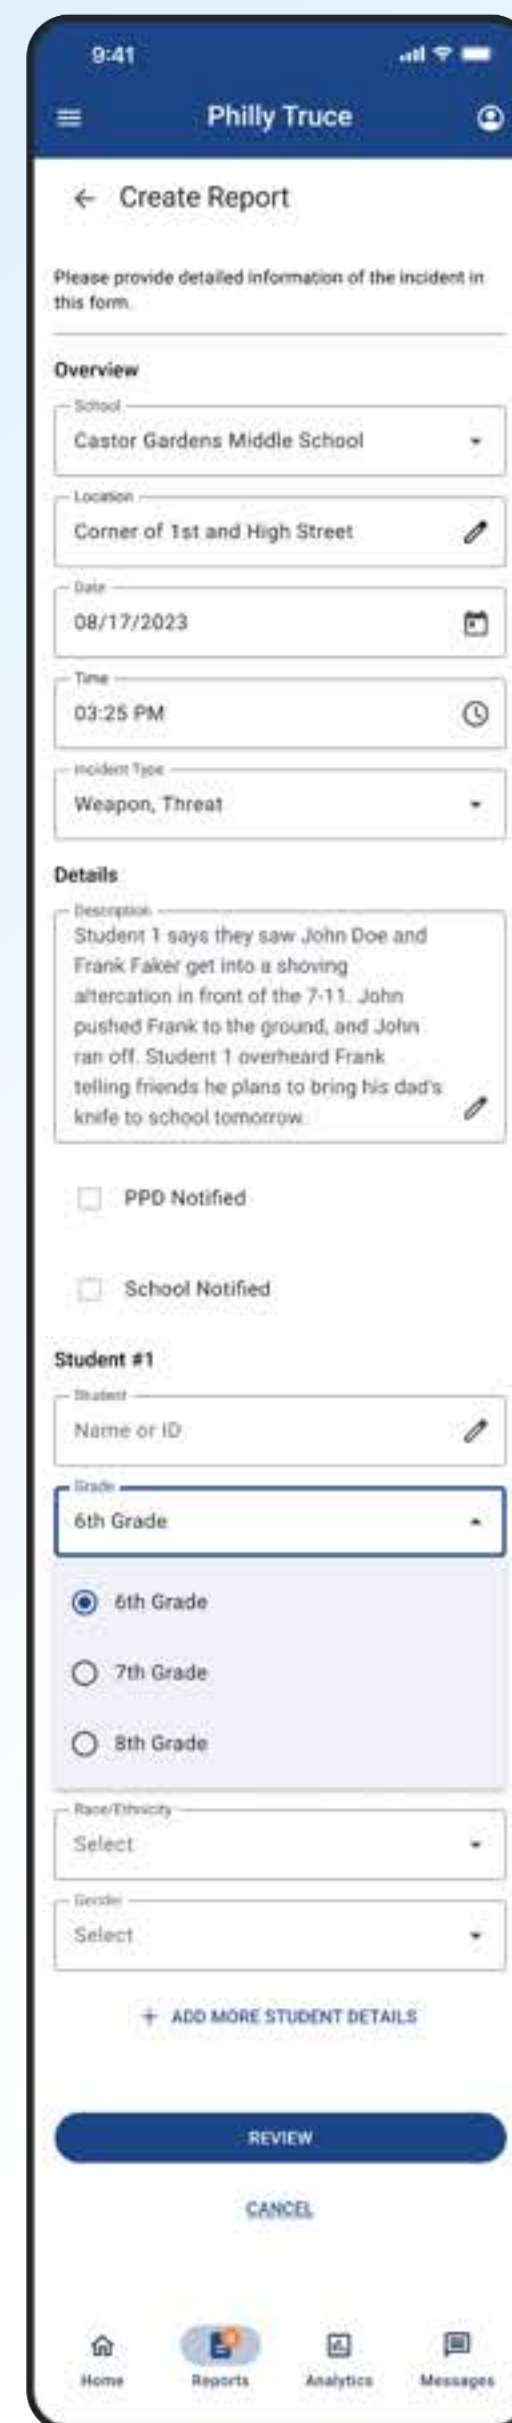 9:41
Philly Truce
Create Report
Please provide detailed information of the incident in
this form.
Overview
School
Castor Gardens Middle School
Location
Corner of 1st and High Street
Date
08/17/2023
Time
03:25 PM
Incident Type
Weapon, Threat
Details
Description
Student 1 says they saw John Doe and
Frank Faker get into a shoving
altercation in front of the 7-11. John
pushed Frank to the ground, and John
ran off. Student 1 overheard Frank
telling friends he plans to bring his dad's
knife to school tomorrow.
PPD Notified
School Notified
Student #1
Student
Name or ID
Grade
6th Grade
6th Grade
7th Grade
8th Grade
Race/Ethnicity
Select
Gender
Select
+ ADD MORE STUDENT DETAILS
REVIEW
CANCEL
Home Reports Analytics Messages